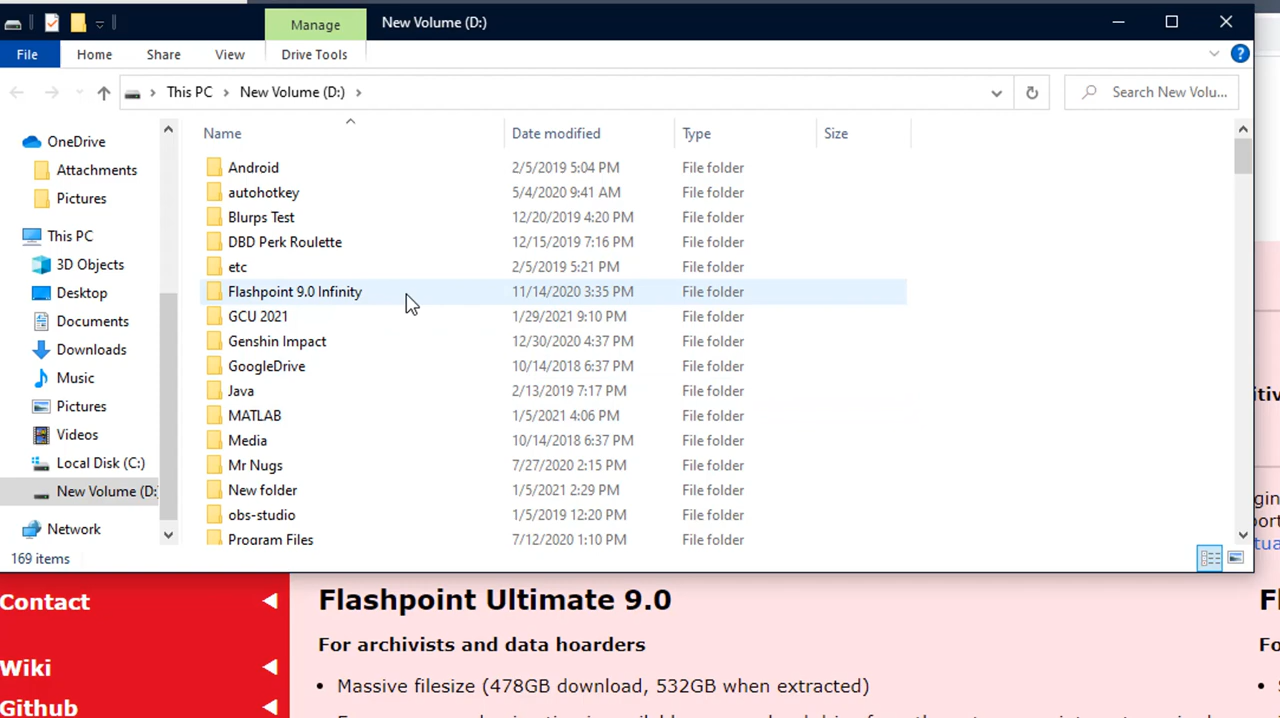 Manage New Volume (D:)
File Home Share View Drive Tools
This PC New Volume (D:) Search New Volu...
Name Date modified Type Size
OneDrive
Attachments
Pictures
This PC
3D Objects
Desktop
Documents
Downloads
Music
Pictures
Videos
Local Disk (C:)
New Volume (D:
Network
Android 2/5/2019 5:04 PM File folder
autohotkey 5/4/2020 9:41 AM File folder
Blurps Test 12/20/2019 4:20 PM File folder
DBD Perk Roulette 12/15/2019 7:16 PM File folder
etc 2/5/2019 5:21 PM File folder
Flashpoint 9.0 Infinity 11/14/2020 3:35 PM File folder
GCU 2021 1/29/2021 9:10 PM File folder
Genshin Impact 12/30/2020 4:37 PM File folder
GoogleDrive 10/14/2018 6:37 PM File folder
Java 2/13/2019 7:17 PM File folder
MATLAB 1/5/2021 4:06 PM File folder
Media 10/14/2018 6:37 PM File folder
Mr Nugs 7/27/2020 2:15 PM File folder
New folder 1/5/2021 2:29 PM File folder
obs-studio 1/5/2019 12:20 PM File folder
Program Files 7/12/2020 1:10 PM File folder
169 items
Contact
Wiki
Github
Flashpoint Ultimate 9.0
For archivists and data hoarders
• Massive filesize (478GB download, 532GB when extracted)